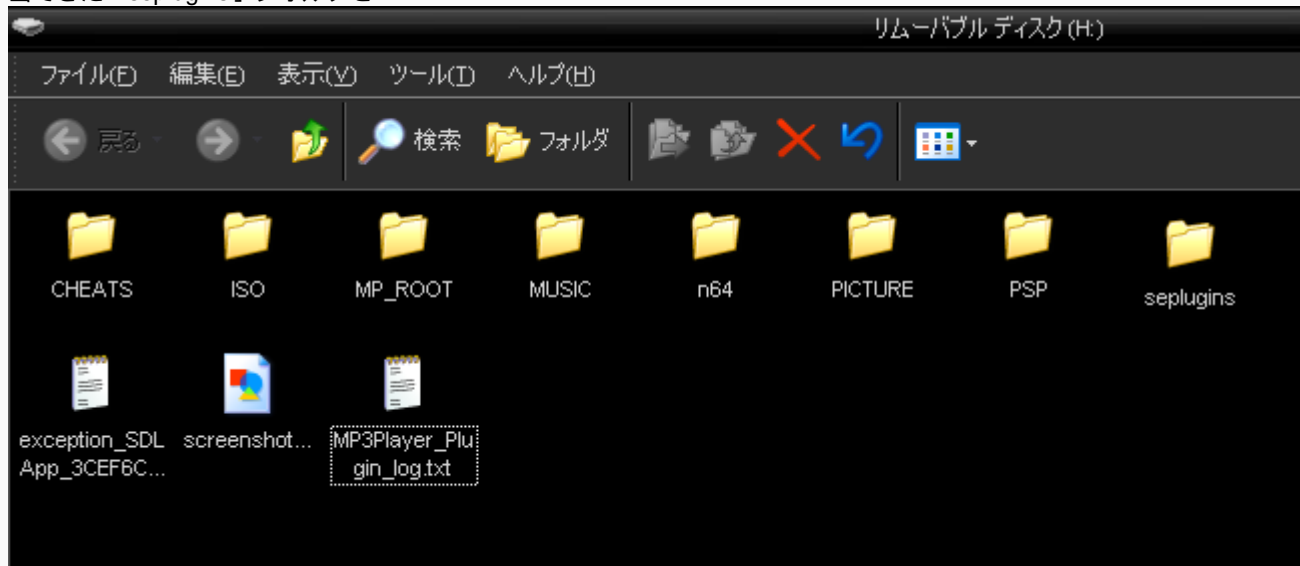 リムーバブル ディスク (H:)
ファイル(F) 編集(E) 表示(V) ツール(T) ヘルプ(H)
戻る 検索 フォルダ
CHEATS ISO MP_ROOT MUSIC n64 PICTURE PSP seplugins
exception_SDL screenshot... MP3Player_Plu
App_3CEF6C... gin_log.txt